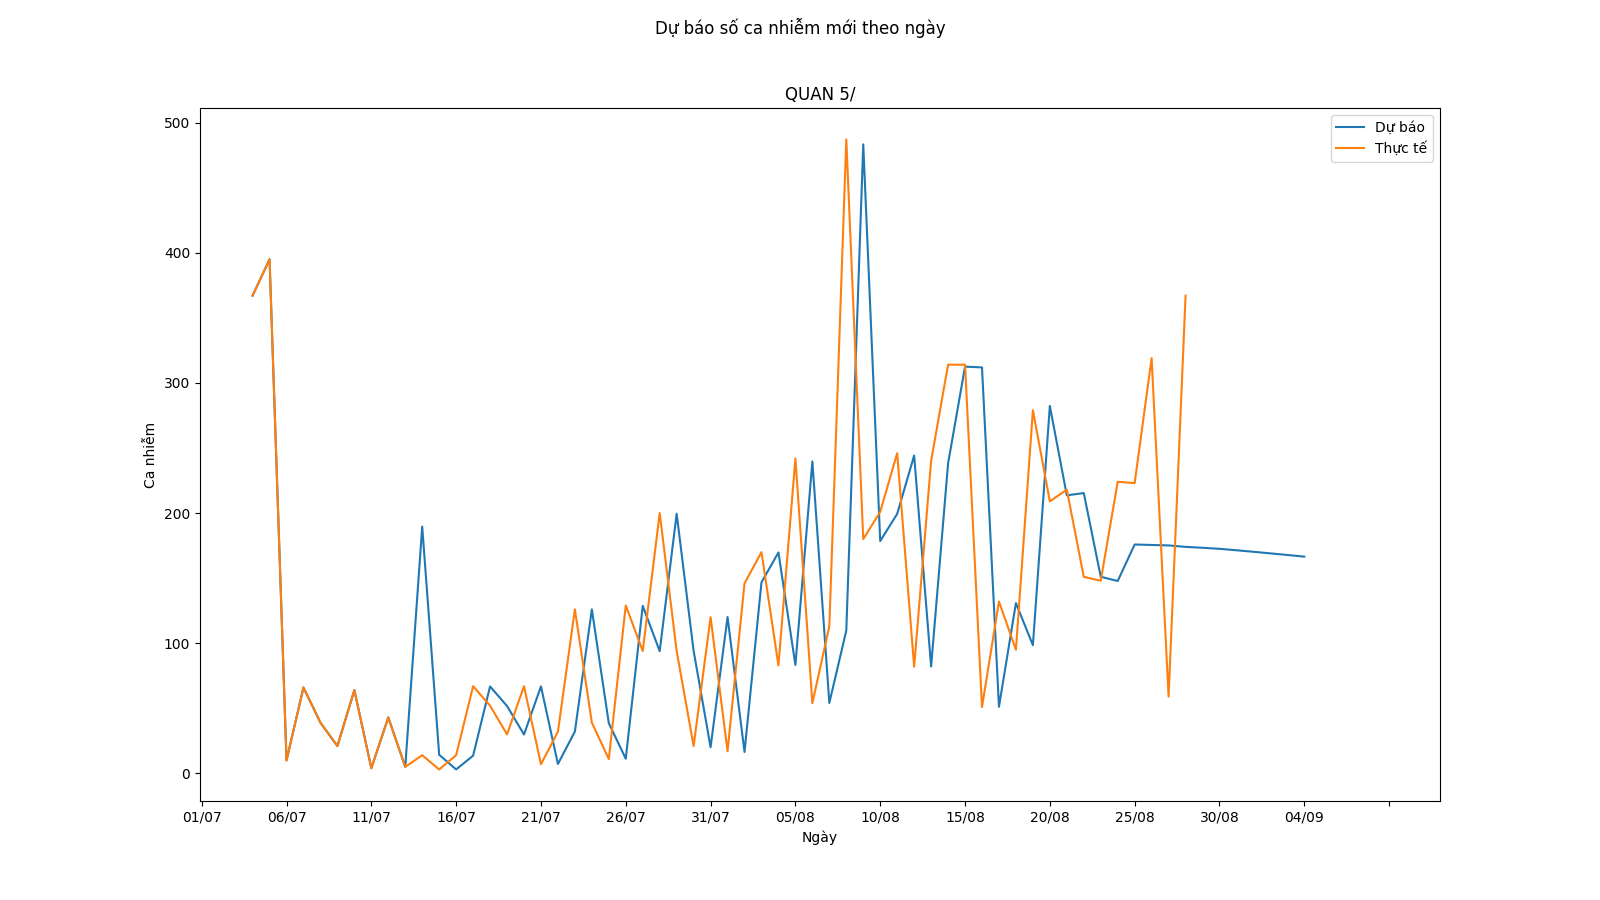 Dự báo số ca nhiễm mới theo ngày
QUAN 5/
Dự báo
Thực tế
500
400
300
200
100
0
Ca nhiễm
01/07 06/07 11/07 16/07 21/07 26/07 31/07 05/08 10/08 15/08 20/08 25/08 30/08 04/09
Ngày